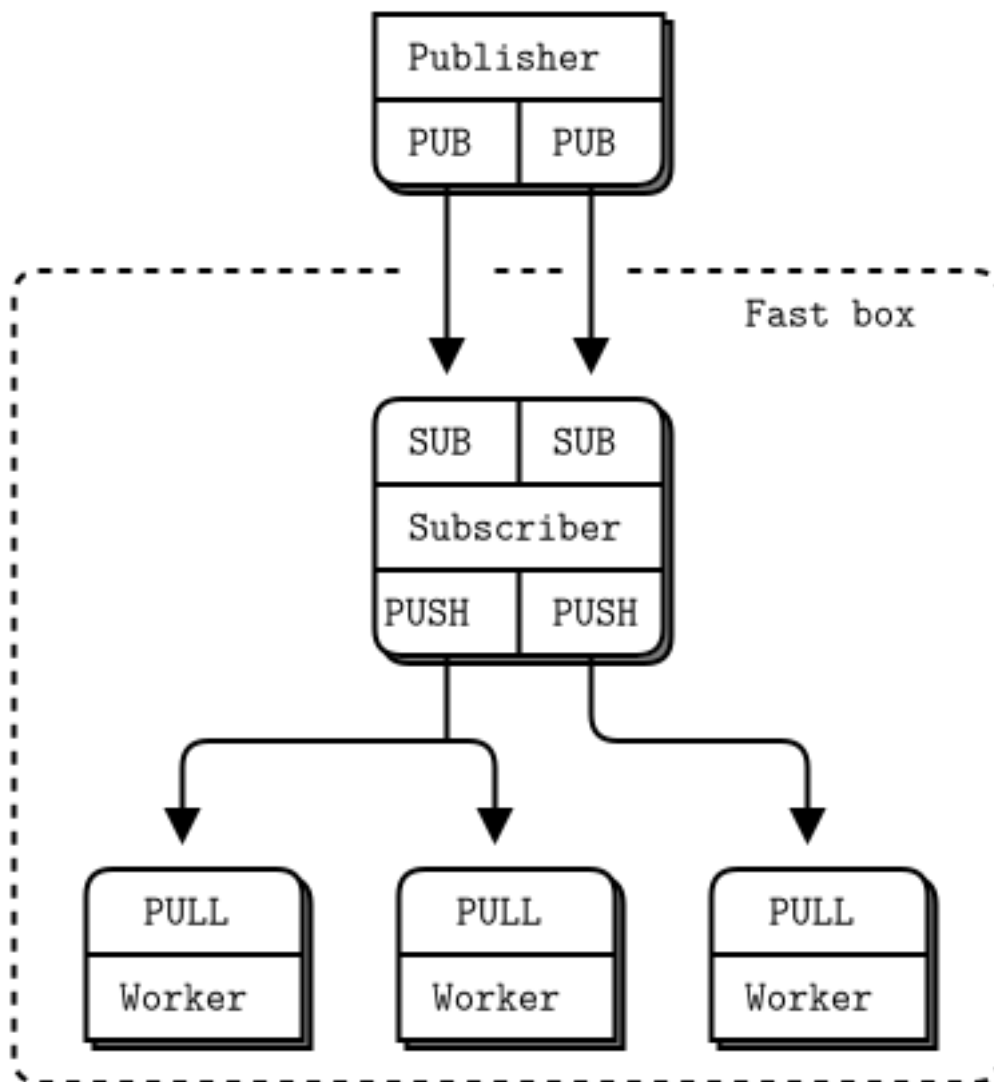 Publisher
PUB PUB
Fast box
SUB SUB
Subscriber
PUSH PUSH
PULL PULL PULL
Worker Worker Worker